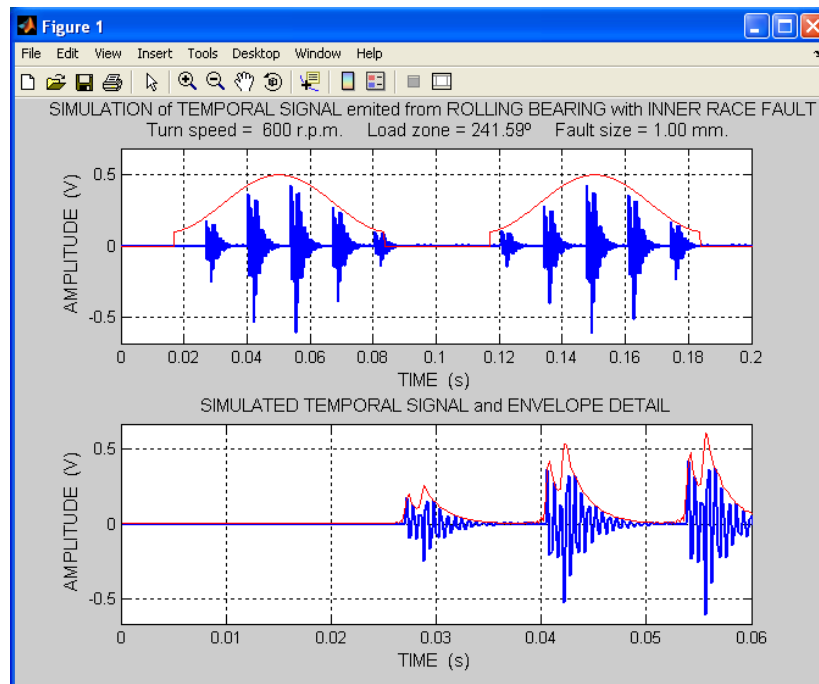 Figure 1
File Edit View Insert Tools Desktop Window Help
SIMULATION of TEMPORAL SIGNAL emited from ROLLING BEARING with INNER RACE FAULT
Turn speed = 600 r.p.m. Load zone = 241.59º Fault size = 1.00 mm.
AMPLITUDE (V)
0.5
0
-0.5
0 0.02 0.04 0.06 0.08 0.1 0.12 0.14 0.16 0.18 0.2
TIME (s)
SIMULATED TEMPORAL SIGNAL and ENVELOPE DETAIL
AMPLITUDE (V)
0.5
0
-0.5
0 0.01 0.02 0.03 0.04 0.05 0.06
TIME (s)